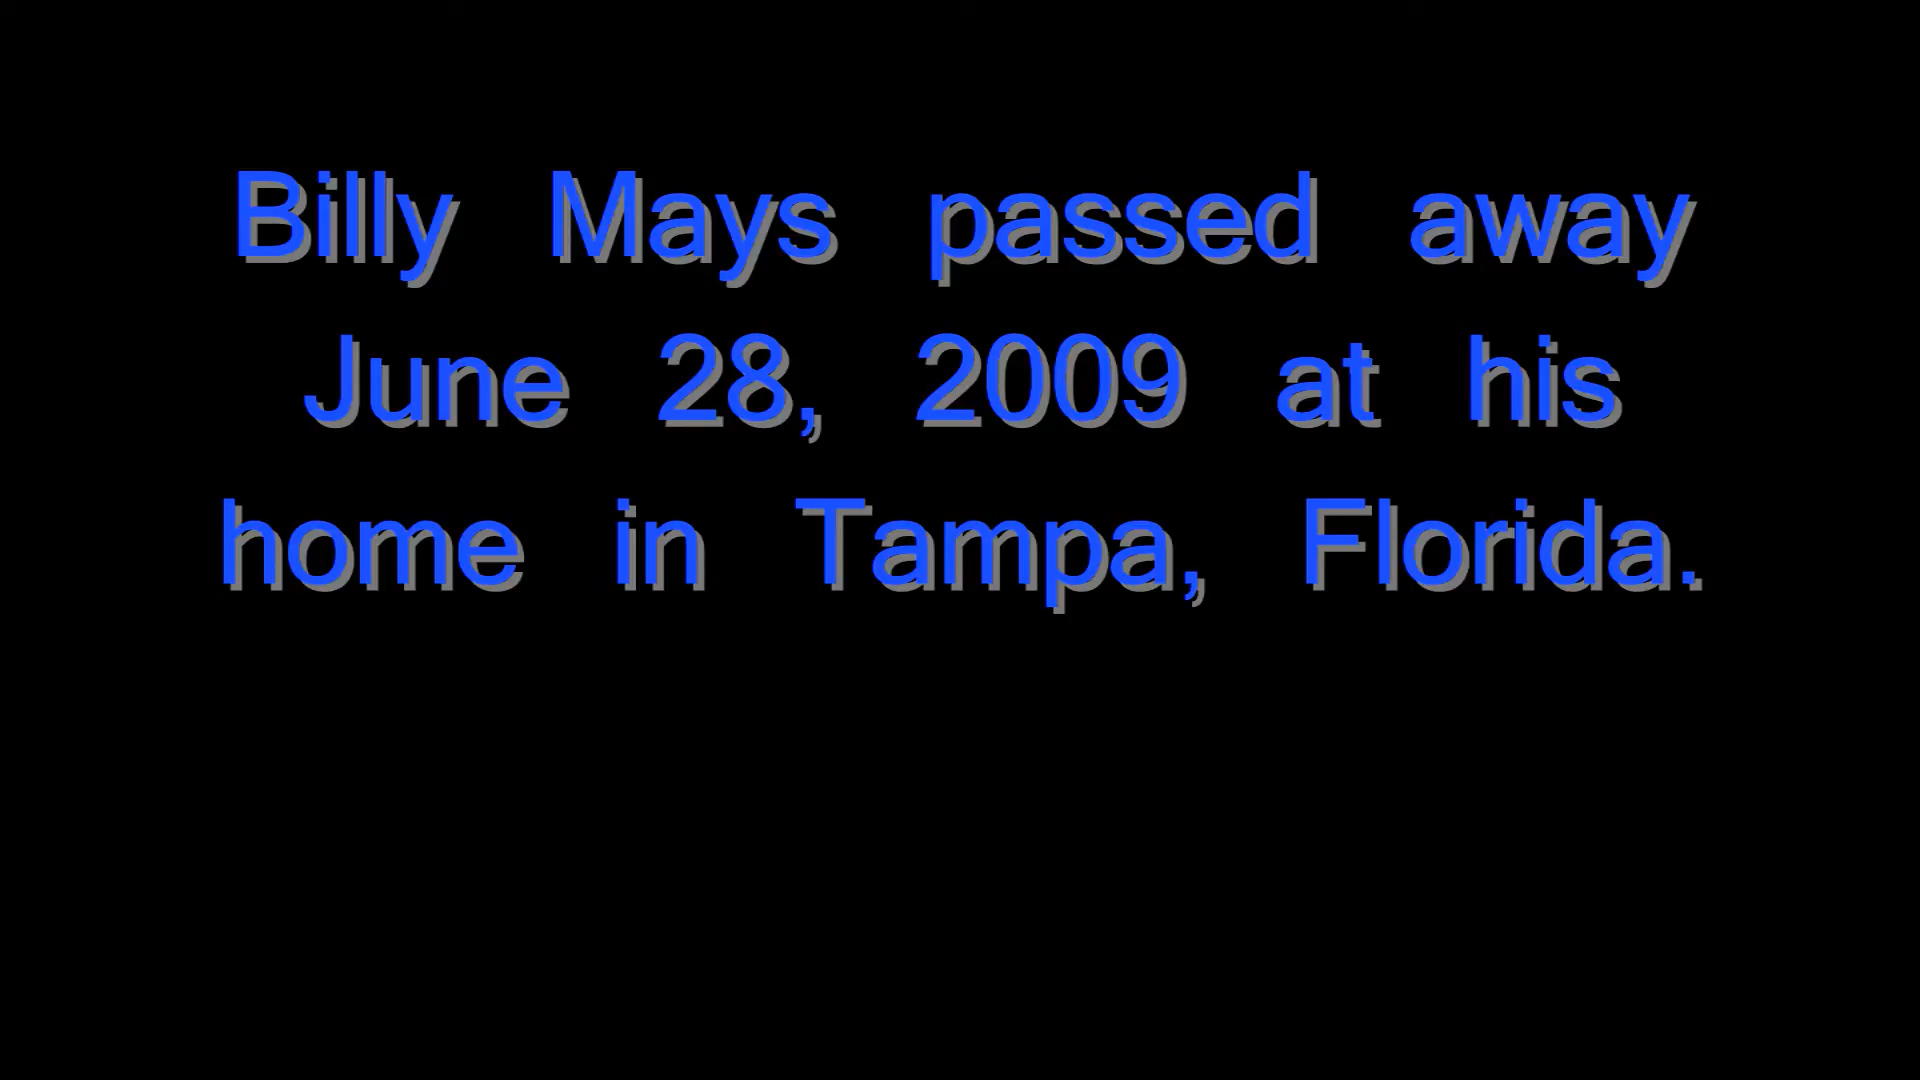 Billy Mays passed away
June 28, 2009 at his
home in Tampa, Florida.